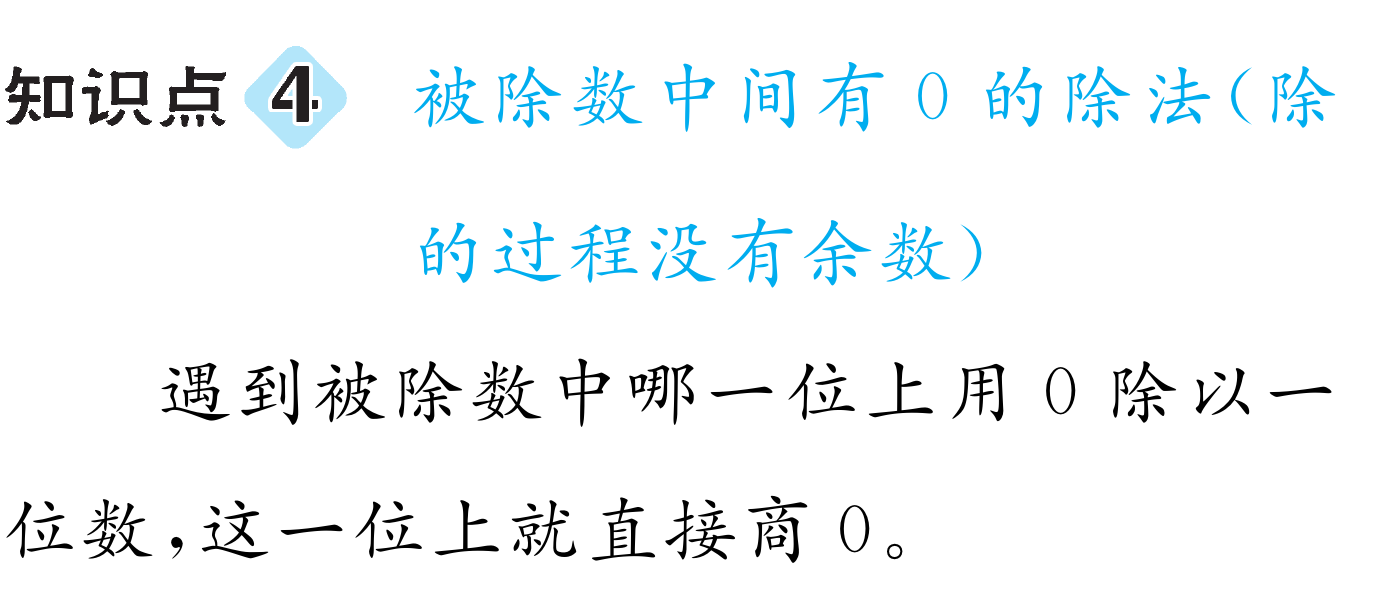 知识点 4 被除数中间有 0 的除法(除
的过程没有余数)
遇到被除数中哪一位上用 0 除以一
位数,这一位上就直接商 0。